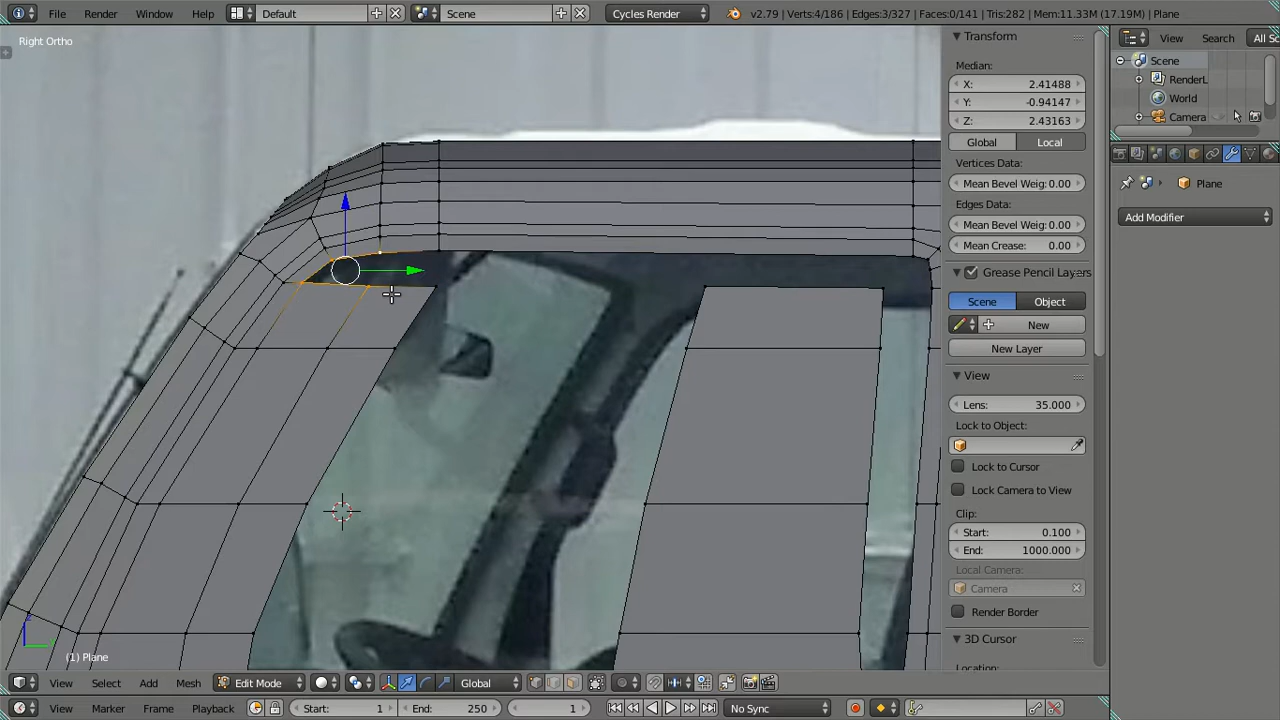 File Render Window Help Default Scene Cycles Render v2.79 | Verts:4/186 | Edges:3/327 | Faces:0/141 | Tris:282 | Mem:11.33M (17.19M) | Plane
Right Ortho
Transform
Median:
X: 2.41488
Y: -0.94147
Z: 2.43163
Global Local
Vertices Data:
Mean Bevel Weig: 0.00
Edges Data:
Mean Bevel Weig: 0.00
Mean Crease: 0.00
Grease Pencil Layers
Scene Object
New
New Layer
View
Lens: 35.000
Lock to Object:
Lock to Cursor
Lock Camera to View
Clip:
Start: 0.100
End: 1000.000
Local Camera:
Camera
Render Border
3D Cursor
Location:
View Search All Sc
Scene
RenderL
World
Camera
Plane
Add Modifier
(1) Plane
View Select Add Mesh Edit Mode Global
View Marker Frame Playback Start: 1 End: 250 1 No Sync